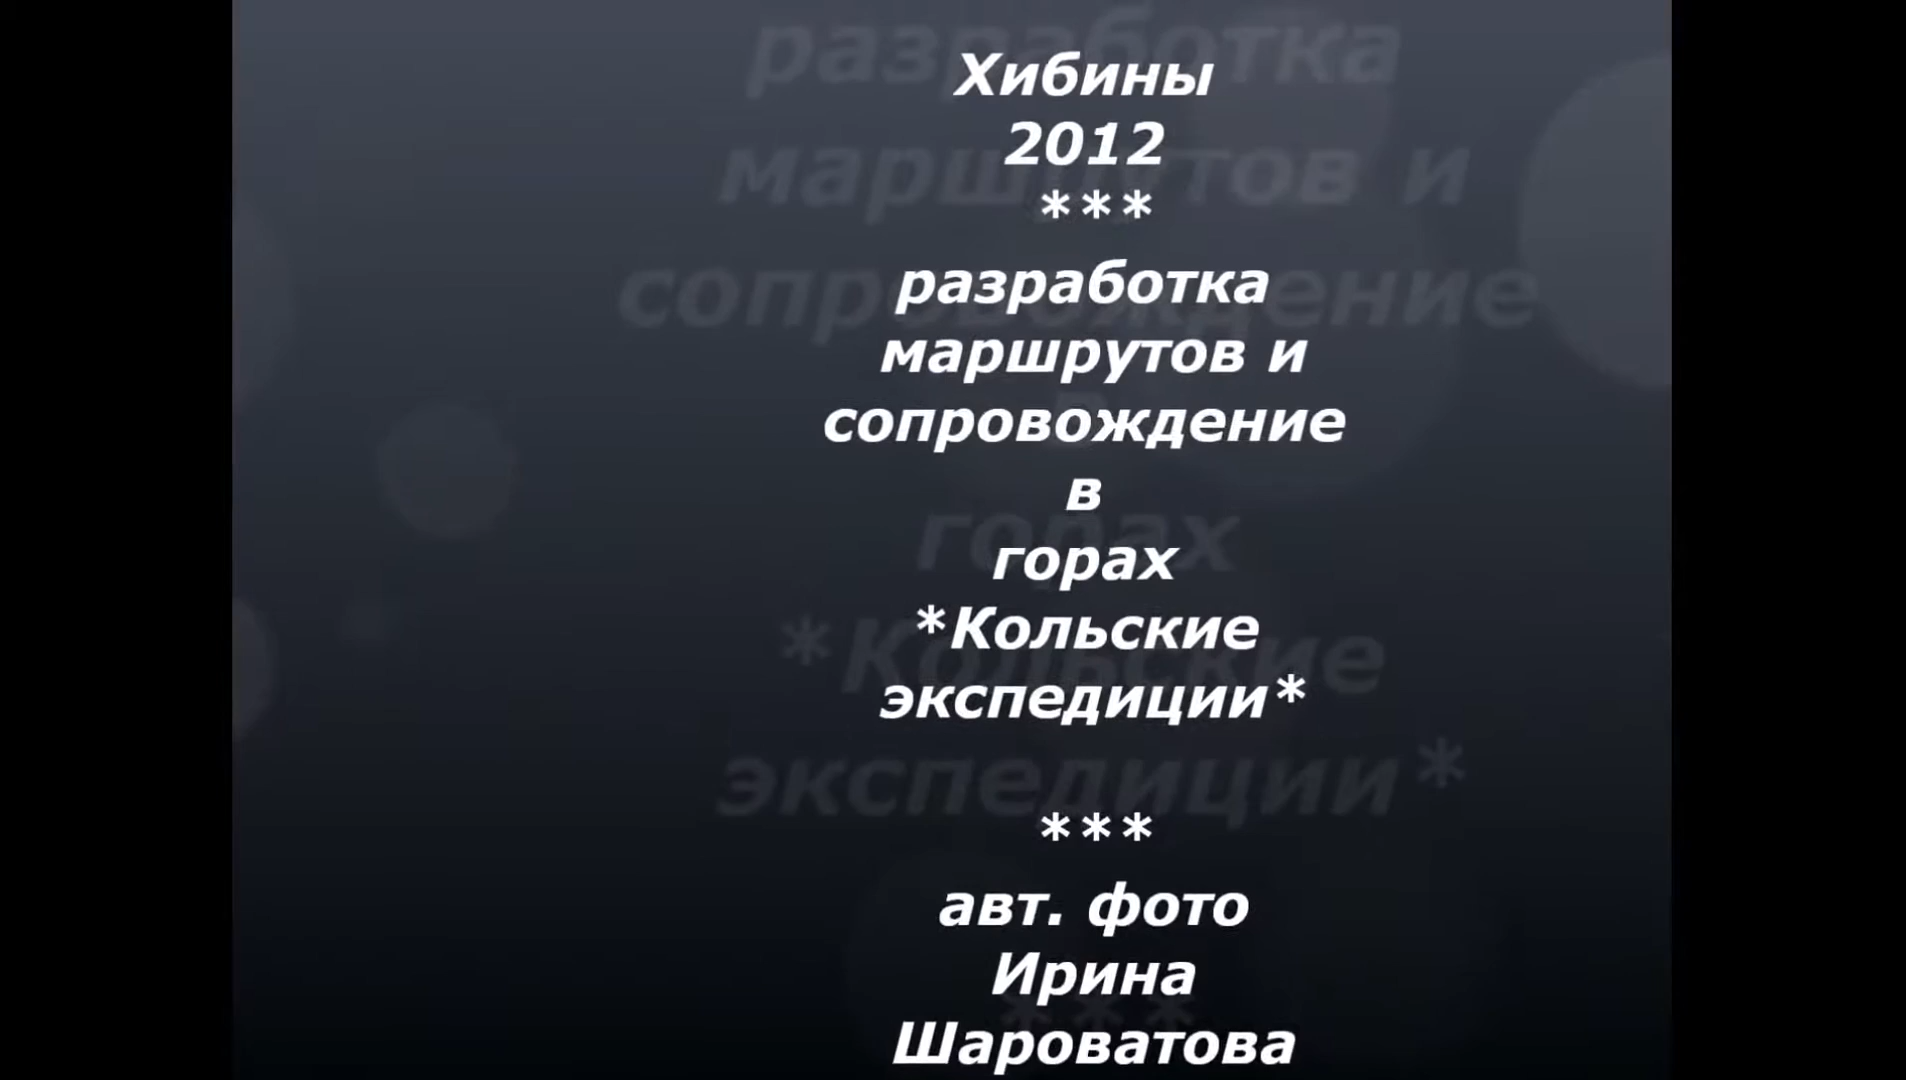 Хибины
2012
***
разработка
маршрутов и
сопровождение
в
горах
*Кольские
экспедиции*
***
авт. фото
Ирина
Шароватова